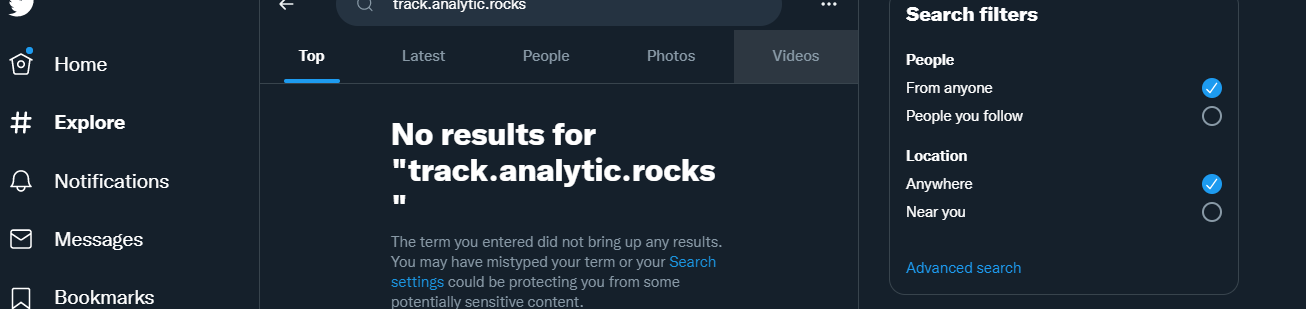 track.analytic.rocks
Top
Latest
People
Photos
Videos
Home
Explore
Notifications
Messages
Bookmarks
No results for
"track.analytic.rocks
"
The term you entered did not bring up any results.
You may have mistyped your term or your Search
settings could be protecting you from some
potentially sensitive content.
Search filters
People
From anyone
People you follow
Location
Anywhere
Near you
Advanced search